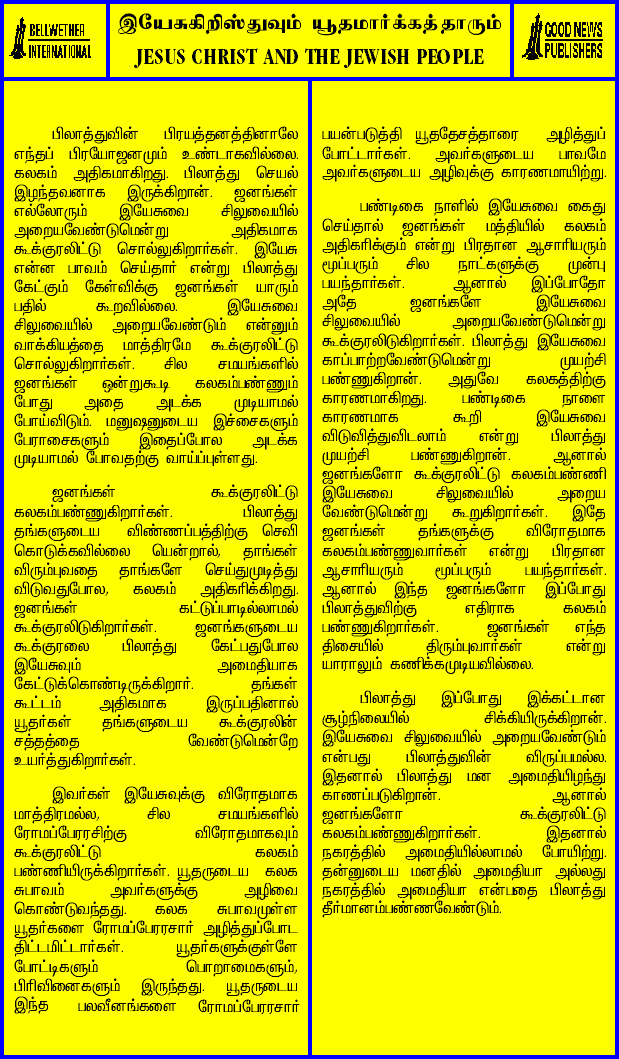 BELLWETHER
INTERNATIONAL
இயேசுகிறிஸ்துவும் யூதமார்க்கத்தாரும்
JESUS CHRIST AND THE JEWISH PEOPLE
GOOD NEWS
PUBLISHERS
பிலாத்துவின் பிரயத்தனத்தினாலே
எந்தப் பிரயோஜனமும் உண்டாகவில்லை.
கலகம் அதிகமாகிறது. பிலாத்து செயல்
இழந்தவனாக இருக்கிறான். ஜனங்கள்
எல்லோரும் இயேசுவை சிலுவையில்
அறையவேண்டுமென்று அதிகமாக
கூக்குரலிட்டு சொல்லுகிறார்கள். இயேசு
என்ன பாவம் செய்தார் என்று பிலாத்து
கேட்கும் கேள்விக்கு ஜனங்கள் யாரும்
பதில் கூறவில்லை. இயேசுவை
சிலுவையில் அறையவேண்டும் என்னும்
வாக்கியத்தை மாத்திரமே கூக்குரலிட்டு
சொல்லுகிறார்கள். சில சமயங்களில்
ஜனங்கள் ஒன்றுகூடி கலகம்பண்ணும்
போது அதை அடக்க முடியாமல்
போய்விடும். மனுஷனுடைய இச்சைகளும்
பேராசைகளும் இதைப்போல அடக்க
முடியாமல் போவதற்கு வாய்ப்புள்ளது.
ஜனங்கள் கூக்குரலிட்டு
கலகம்பண்ணுகிறார்கள். பிலாத்து
தங்களுடைய விண்ணப்பத்திற்கு செவி
கொடுக்கவில்லை யென்றால், தாங்கள்
விரும்புவதை தாங்களே செய்துமுடித்து
விடுவதுபோல, கலகம் அதிகரிக்கிறது.
ஜனங்கள் கட்டுப்பாடில்லாமல்
கூக்குரலிடுகிறார்கள். ஜனங்களுடைய
கூக்குரலை பிலாத்து கேட்பதுபோல
இயேசுவும் அமைதியாக
கேட்டுக்கொண்டிருக்கிறார். தங்கள்
கூட்டம் அதிகமாக இருப்பதினால்
யூதர்கள் தங்களுடைய கூக்குரலின்
சத்தத்தை வேண்டுமென்றே
உயர்த்துகிறார்கள்.
இவர்கள் இயேசுவுக்கு விரோதமாக
மாத்திரமல்ல, சில சமயங்களில்
ரோமப்பேரரசிற்கு விரோதமாகவும்
கூக்குரலிட்டு கலகம்
பண்ணியிருக்கிறார்கள். யூதருடைய கலக
சுபாவம் அவர்களுக்கு அழிவை
கொண்டுவந்தது. கலக சுபாவமுள்ள
யூதர்களை ரோமப்பேரரசார் அழித்துப்போட
திட்டமிட்டார்கள். யூதர்களுக்குள்ளே
போட்டிகளும் பொறாமைகளும்,
பிரிவினைகளும் இருந்தது. யூதருடைய
இந்த பலவீனங்களை ரோமப்பேரரசார்
பயன்படுத்தி யூததேசத்தாரை அழித்துப்
போட்டார்கள். அவர்களுடைய பாவமே
அவர்களுடைய அழிவுக்கு காரணமாயிற்று.
பண்டிகை நாளில் இயேசுவை கைது
செய்தால் ஜனங்கள் மத்தியில் கலகம்
அதிகரிக்கும் என்று பிரதான ஆசாரியரும்
மூப்பரும் சில நாட்களுக்கு முன்பு
பயந்தார்கள். ஆனால் இப்போதோ
அதே ஜனங்களே இயேசுவை
சிலுவையில் அறையவேண்டுமென்று
கூக்குரலிடுகிறார்கள். பிலாத்து இயேசுவை
காப்பாற்றவேண்டுமென்று முயற்சி
பண்ணுகிறான். அதுவே கலகத்திற்கு
காரணமாகிறது. பண்டிகை நாளை
காரணமாக கூறி இயேசுவை
விடுவித்துவிடலாம் என்று பிலாத்து
முயற்சி பண்ணுகிறான். ஆனால்
ஜனங்களோ கூக்குரலிட்டு கலகம்பண்ணி
இயேசுவை சிலுவையில் அறைய
வேண்டுமென்று கூறுகிறார்கள். இதே
ஜனங்கள் தங்களுக்கு விரோதமாக
கலகம்பண்ணுவார்கள் என்று பிரதான
ஆசாரியரும் மூப்பரும் பயந்தார்கள்.
ஆனால் இந்த ஜனங்களோ இப்போது
பிலாத்துவிற்கு எதிராக கலகம்
பண்ணுகிறார்கள். ஜனங்கள் எந்த
திசையில் திரும்புவார்கள் என்று
யாராலும் கணிக்கமுடியவில்லை.
பிலாத்து இப்போது இக்கட்டான
சூழ்நிலையில் சிக்கியிருக்கிறான்.
இயேசுவை சிலுவையில் அறையவேண்டும்
என்பது பிலாத்துவின் விருப்பமல்ல.
இதனால் பிலாத்து மன அமைதியிழந்து
காணப்படுகிறான். ஆனால்
ஜனங்களோ கூக்குரலிட்டு
கலகம்பண்ணுகிறார்கள். இதனால்
நகரத்தில் அமைதியில்லாமல் போயிற்று.
தன்னுடைய மனதில் அமைதியா அல்லது
நகரத்தில் அமைதியா என்பதை பிலாத்து
தீர்மானம்பண்ணவேண்டும்.